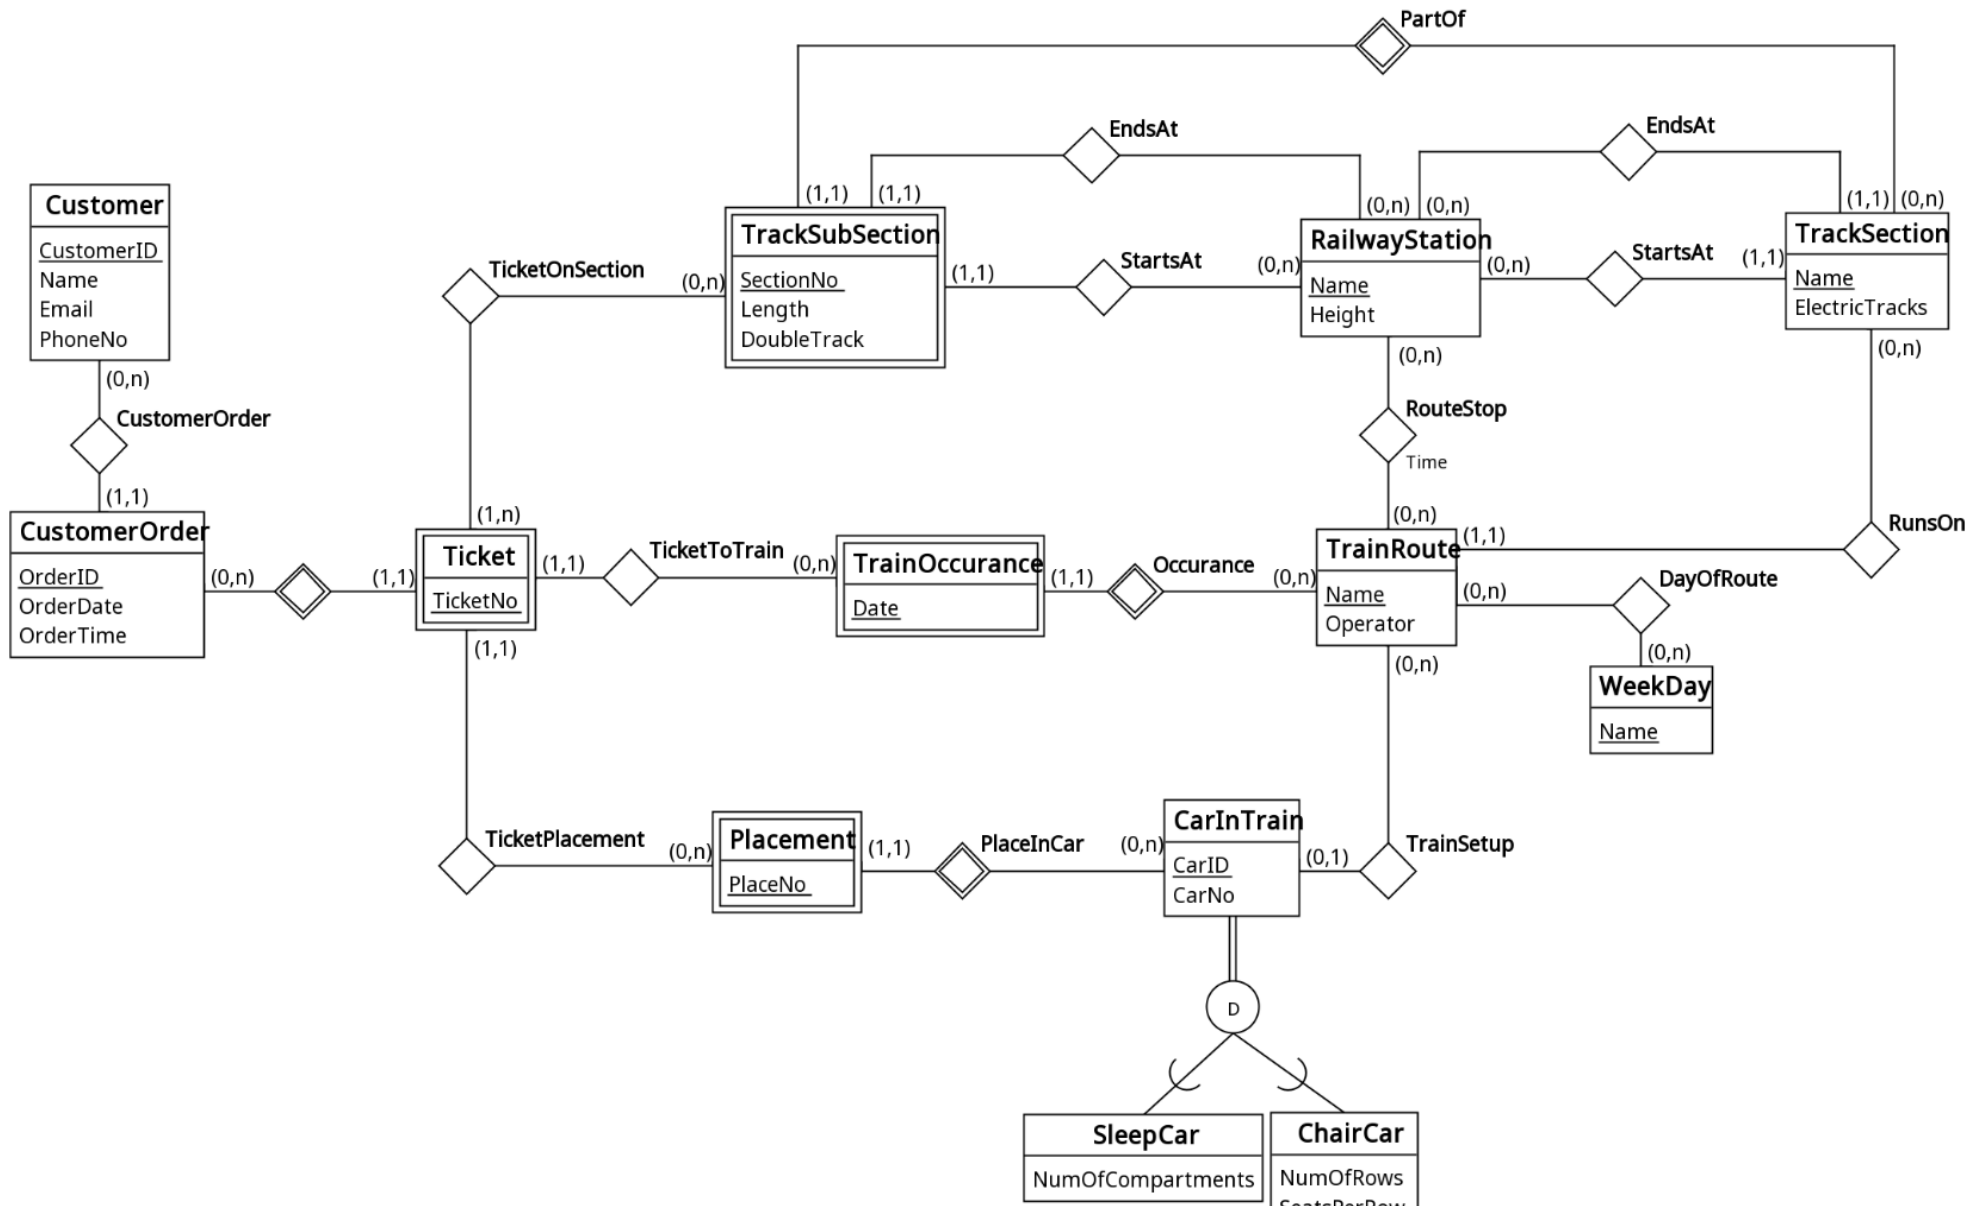 PartOf
EndsAt
EndsAt
(1,1)
(1,1)
(0,n)
(0,n)
(1,1)
(0,n)
Customer
CustomerID
Name
Email
PhoneNo
(0,n)
TrackSubSection
SectionNo
Length
DoubleTrack
TicketOnSection
(0,n)
(1,1)
StartsAt
(0,n)
RailwayStation
Name
Height
(0,n)
StartsAt
(1,1)
TrackSection
Name
ElectricTracks
(0,n)
(0,n)
CustomerOrder
RouteStop
Time
(1,1)
(1,n)
(0,n)
CustomerOrder
OrderID
OrderDate
OrderTime
(0,n)
(1,1)
Ticket
TicketNo
(1,1)
TicketToTrain
(0,n)
TrainOccurance
Date
(1,1)
Occurance
(0,n)
TrainRoute
Name
Operator
(1,1)
RunsOn
(0,n)
DayOfRoute
(0,n)
WeekDay
Name
(1,1)
(0,n)
TicketPlacement
(0,n)
Placement
PlaceNo
(1,1)
PlaceInCar
(0,n)
CarInTrain
CarID
CarNo
(0,1)
TrainSetup
D
SleepCar
NumOfCompartments
ChairCar
NumOfRows
SeatsPerRow